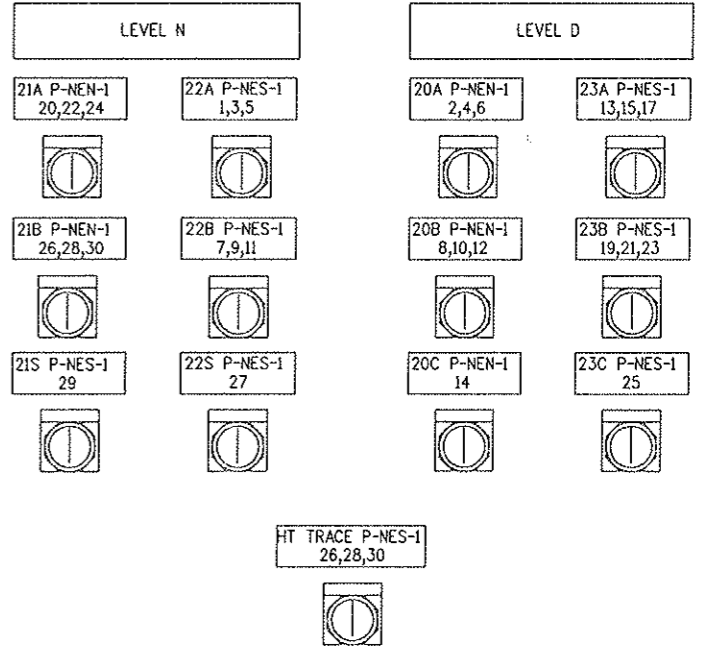 LEVEL N
LEVEL D
21A P-NEN-1
20,22,24
22A P-NES-1
1,3,5
20A P-NEN-1
2,4,6
23A P-NES-1
13,15,17
21B P-NEN-1
26,28,30
22B P-NES-1
7,9,11
20B P-NEN-1
8,10,12
23B P-NES-1
19,21,23
21S P-NES-1
29
22S P-NES-1
27
20C P-NEN-1
14
23C P-NES-1
25
HT TRACE P-NES-1
26,28,30